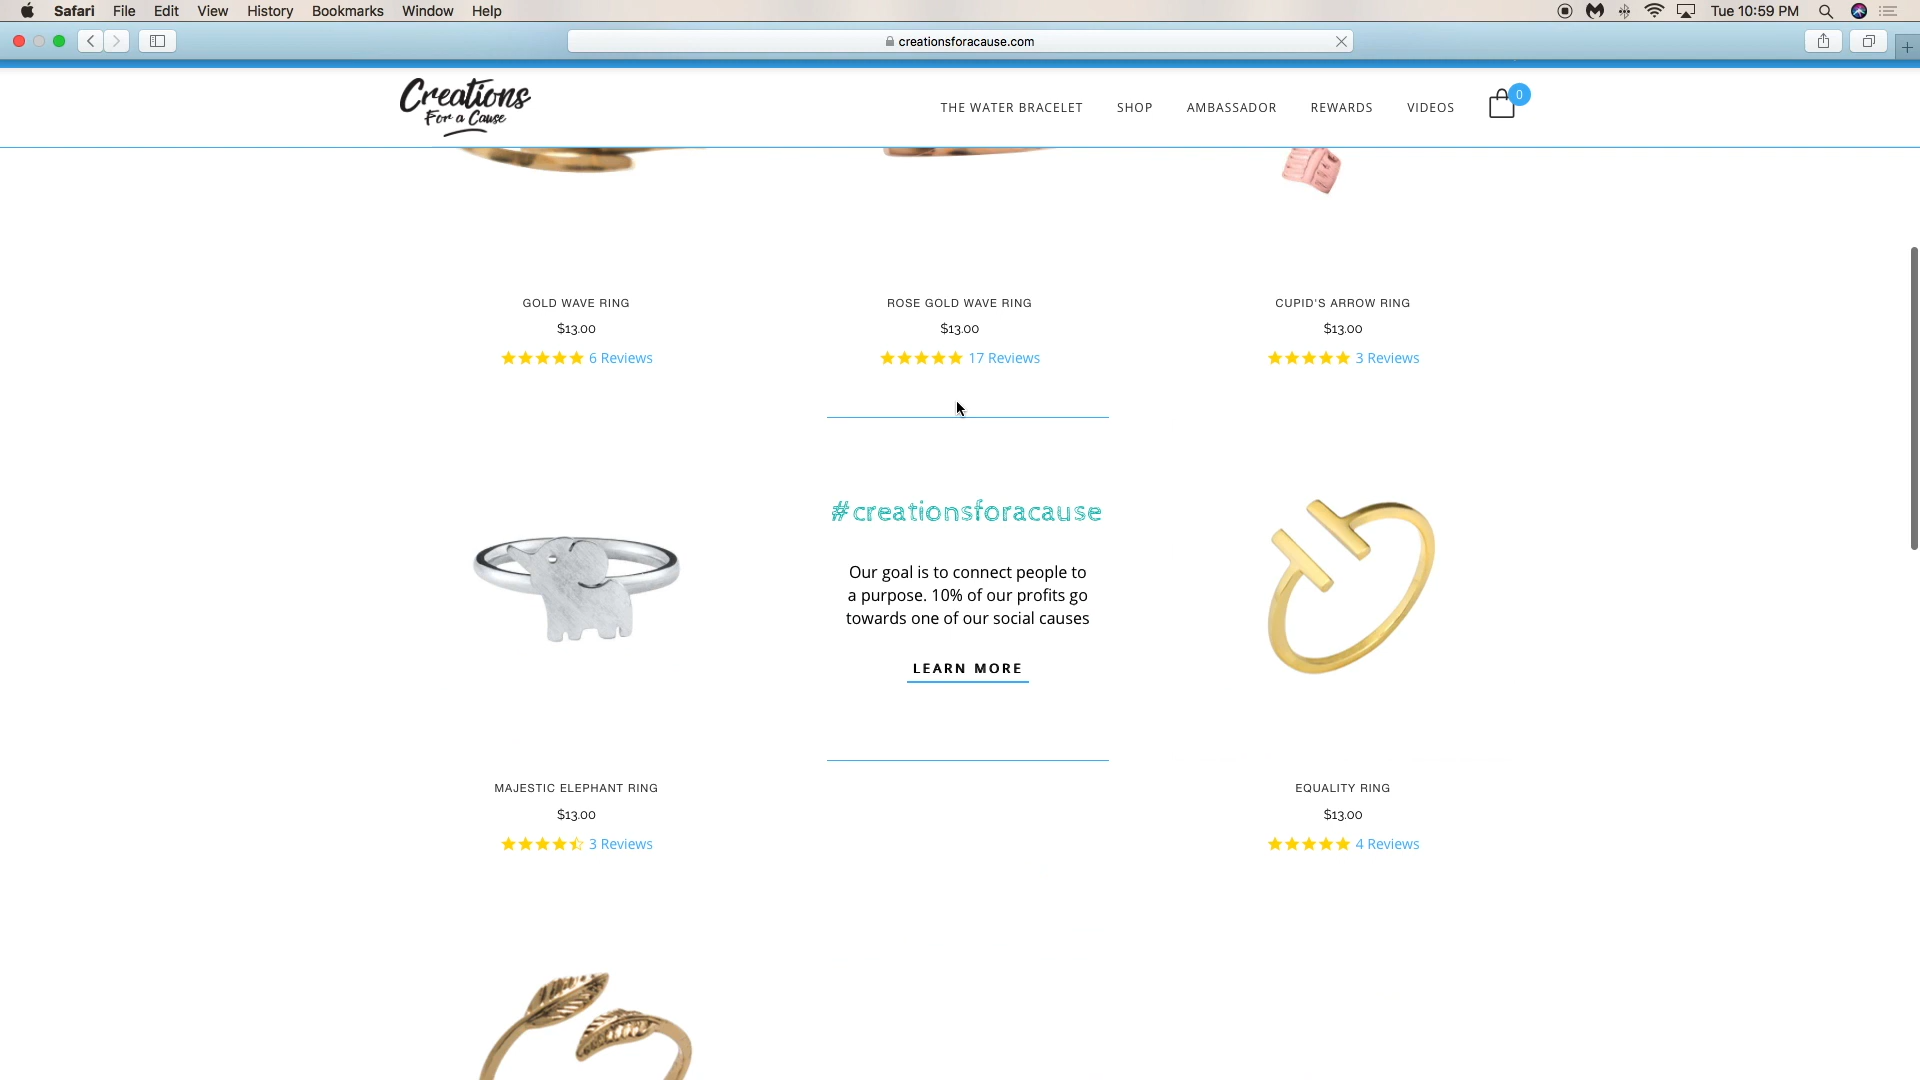 Safari File Edit View History Bookmarks Window Help Tue 10:59 PM
creationsforacause.com
Creations
For a Cause
THE WATER BRACELET SHOP AMBASSADOR REWARDS VIDEOS 0
GOLD WAVE RING
$13.00
6 Reviews
ROSE GOLD WAVE RING
$13.00
17 Reviews
CUPID'S ARROW RING
$13.00
3 Reviews
#creationsforacause
Our goal is to connect people to
a purpose. 10% of our profits go
towards one of our social causes
LEARN MORE
MAJESTIC ELEPHANT RING
$13.00
3 Reviews
EQUALITY RING
$13.00
4 Reviews